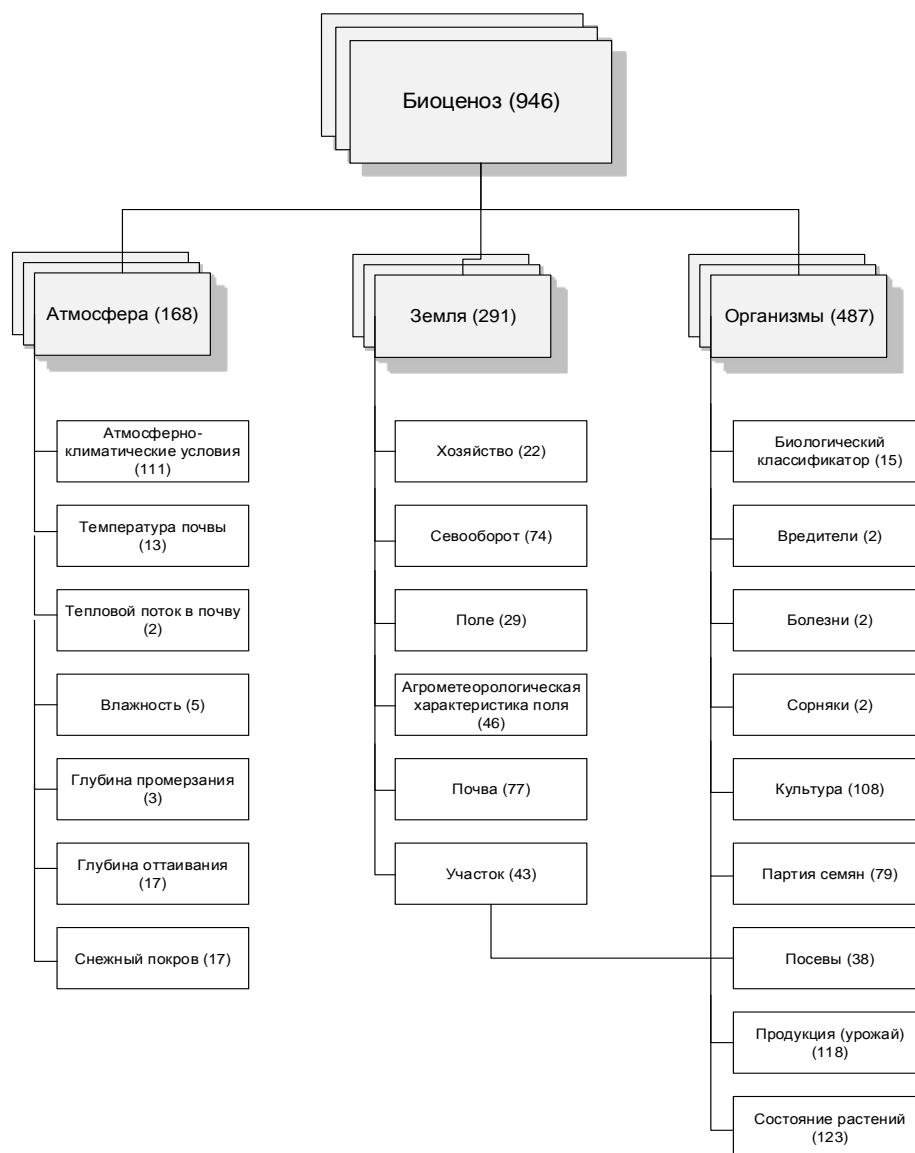 Биоценоз (946)
Атмосфера (168)
Земля (291)
Организмы (487)
Атмосферно-
климатические условия
(111)
Температура почвы
(13)
Тепловой поток в почву
(2)
Влажность (5)
Глубина промерзания
(3)
Глубина оттаивания
(17)
Снежный покров (17)
Хозяйство (22)
Севооборот (74)
Поле (29)
Агрометеорологическая
характеристика поля
(46)
Почва (77)
Участок (43)
Биологический
классификатор (15)
Вредители (2)
Болезни (2)
Сорняки (2)
Культура (108)
Партия семян (79)
Посевы (38)
Продукция (урожай)
(118)
Состояние растений
(123)